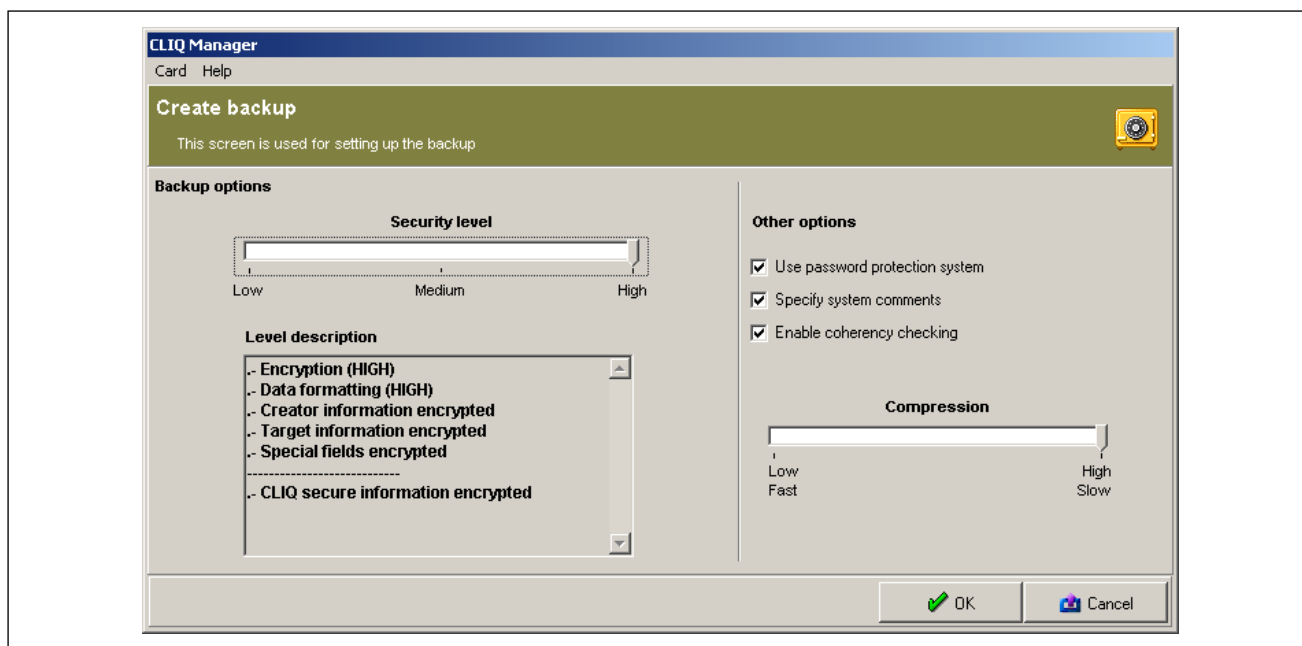 CLIQ Manager
Card Help
Create backup
This screen is used for setting up the backup
Backup options
Security level
Low Medium High
Level description
.- Encryption (HIGH)
.- Data formatting (HIGH)
.- Creator information encrypted
.- Target information encrypted
.- Special fields encrypted
----------------------------
.- CLIQ secure information encrypted
Other options
Use password protection system
Specify system comments
Enable coherency checking
Compression
Low High
Fast Slow
OK Cancel